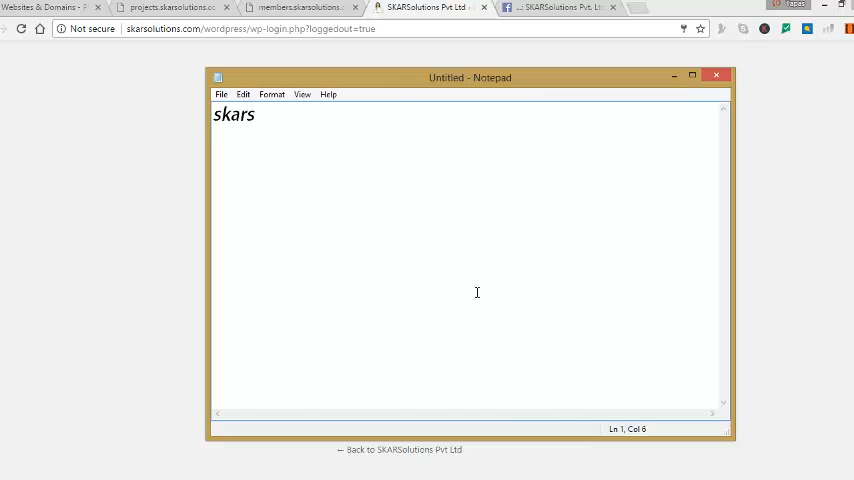 Websites & Domains - P
projects.skarsolutions.co
members.skarsolutions.c
SKARSolutions Pvt Ltd ‹
..: SKARSolutions Pvt. Lt
Tapas
Not secure
skarsolutions.com/wordpress/wp-login.php?loggedout=true
Untitled - Notepad
File Edit Format View Help
skars
Ln 1, Col 6
← Back to SKARSolutions Pvt Ltd